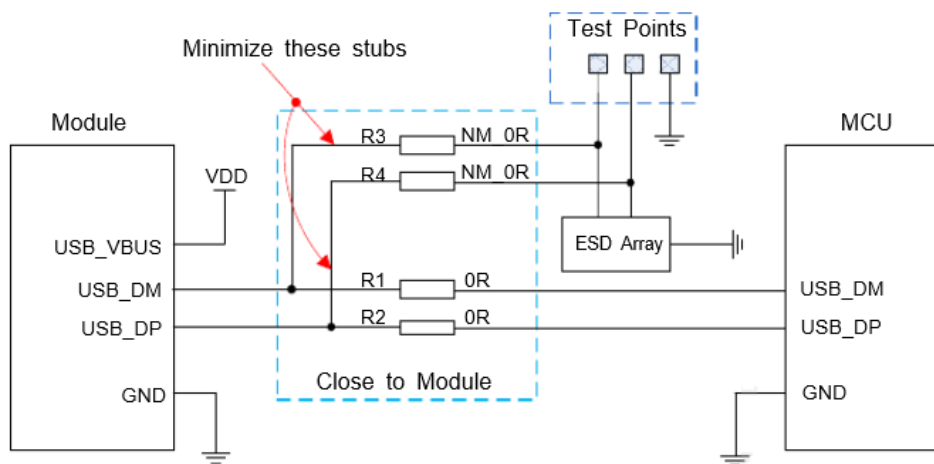 Minimize these stubs
Test Points
Module
MCU
R3 NM_0R
VDD
R4 NM_0R
ESD Array
USB_VBUS
USB_DM
R1 0R
USB_DM
USB_DP
R2 0R
USB_DP
Close to Module
GND
GND